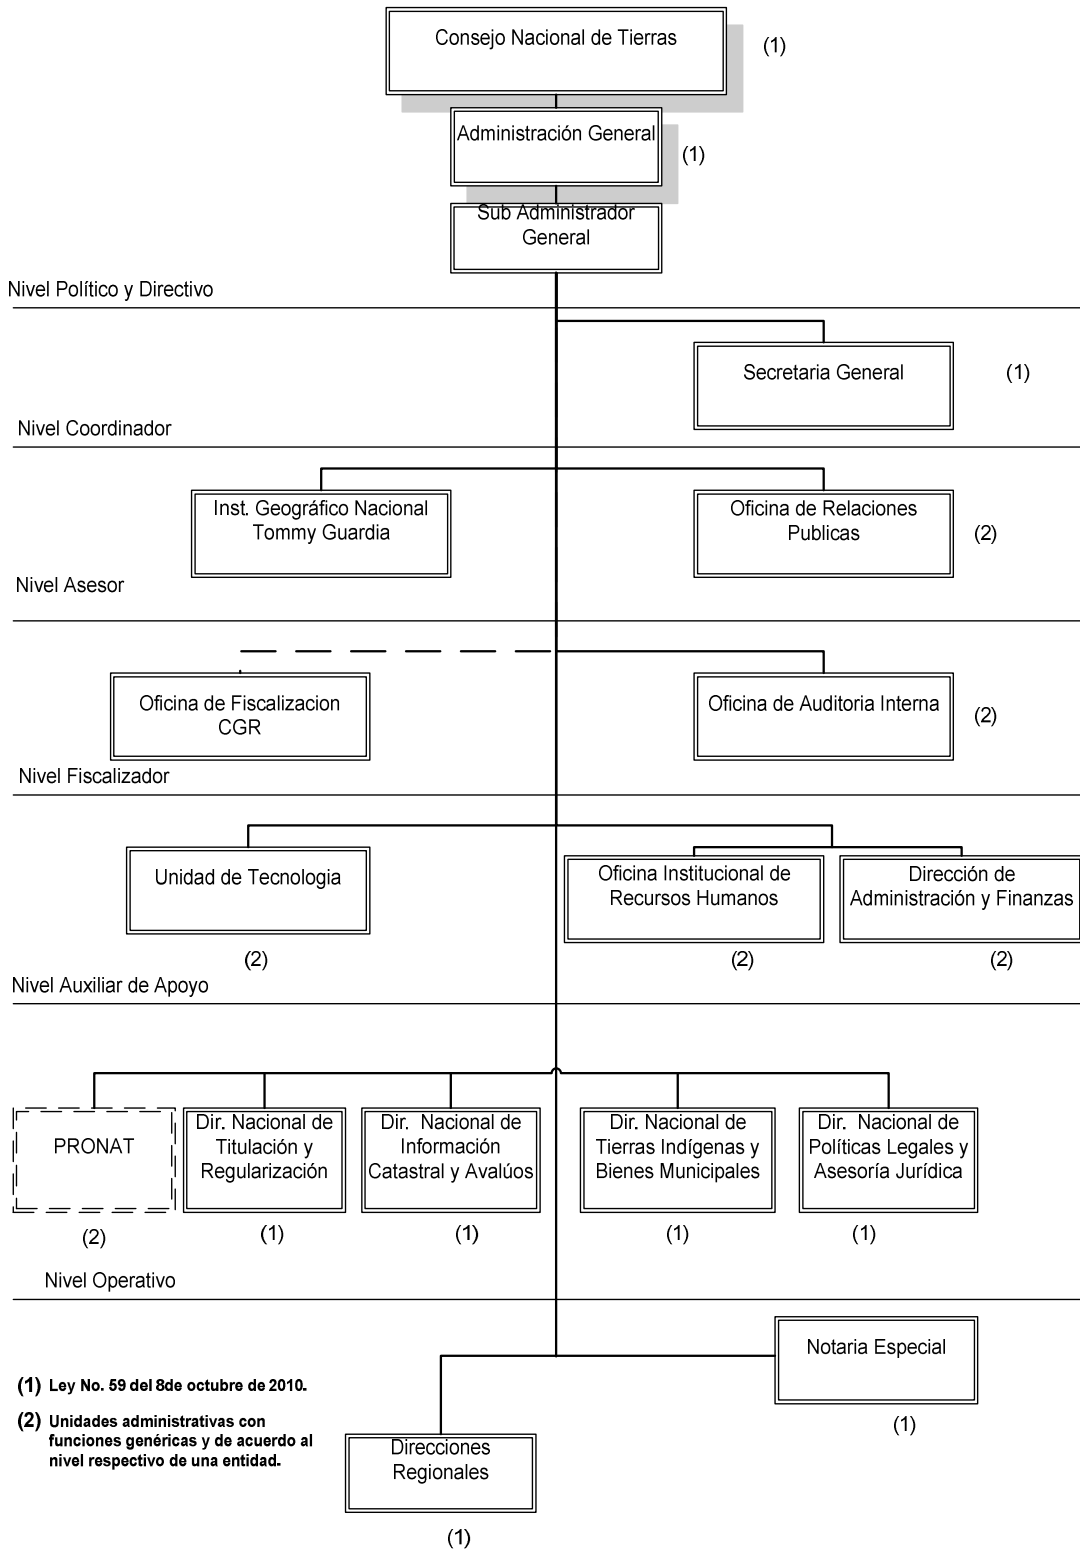 Consejo Nacional de Tierras
(1)
Administración General
(1)
Sub Administrador
General
Nivel Político y Directivo
Secretaria General
(1)
Nivel Coordinador
Inst. Geográfico Nacional
Tommy Guardia
Oficina de Relaciones
Publicas
(2)
Nivel Asesor
Oficina de Fiscalizacion
CGR
Oficina de Auditoria Interna
(2)
Nivel Fiscalizador
Unidad de Tecnologia
(2)
Oficina Institucional de
Recursos Humanos
(2)
Dirección de
Administración y Finanzas
(2)
Nivel Auxiliar de Apoyo
PRONAT
(2)
Dir. Nacional de
Titulación y
Regularización
(1)
Dir. Nacional de
Información
Catastral y Avalúos
(1)
Dir. Nacional de
Tierras Indígenas y
Bienes Municipales
(1)
Dir. Nacional de
Políticas Legales y
Asesoría Jurídica
(1)
Nivel Operativo
Notaria Especial
(1)
(1) Ley No. 59 del 8de octubre de 2010.
(2) Unidades administrativas con
funciones genéricas y de acuerdo al
nivel respectivo de una entidad.
Direcciones
Regionales
(1)